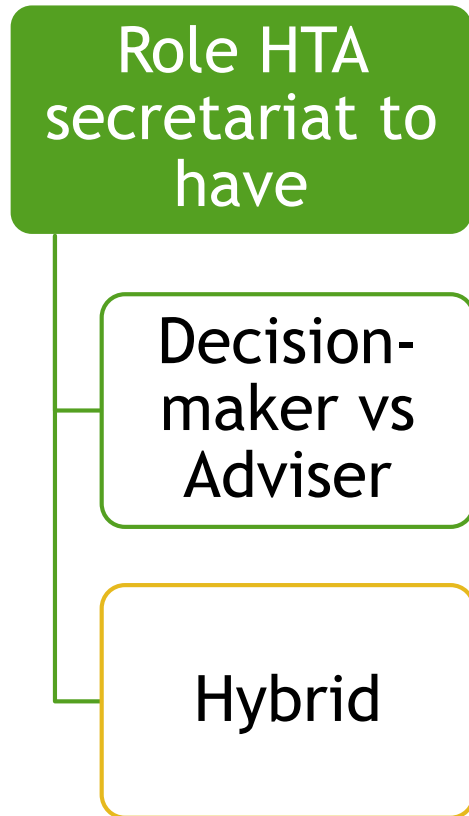 Role HTA
secretariat to
have
Decision-
maker vs
Adviser
Hybrid